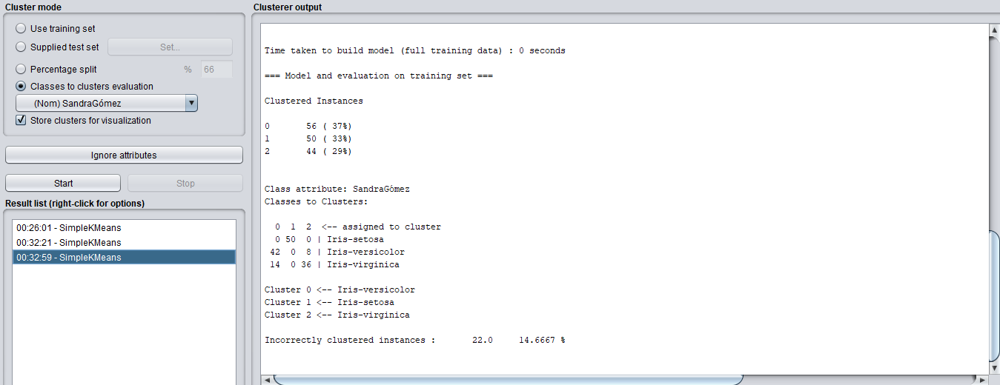 Cluster mode
Use training set
Supplied test set
Set...
Percentage split
% 66
Classes to clusters evaluation
(Nom) SandraGómez
Store clusters for visualization
Ignore attributes
Start
Stop
Result list (right-click for options)
00:26:01 - SimpleKMeans
00:32:21 - SimpleKMeans
00:32:59 - SimpleKMeans
Clusterer output
Time taken to build model (full training data) : 0 seconds
=== Model and evaluation on training set ===
Clustered Instances
0 56 ( 37%)
1 50 ( 33%)
2 44 ( 29%)
Class attribute: SandraGómez
Classes to Clusters:
0 1 2 <-- assigned to cluster
0 50 0 | Iris-setosa
42 0 8 | Iris-versicolor
14 0 36 | Iris-virginica
Cluster 0 <-- Iris-versicolor
Cluster 1 <-- Iris-setosa
Cluster 2 <-- Iris-virginica
Incorrectly clustered instances : 22.0 14.6667 %